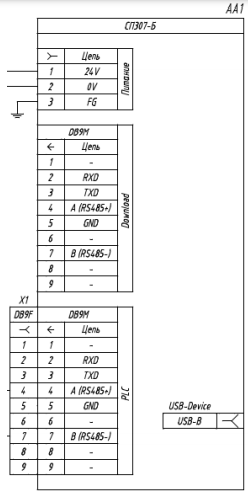 AA1
СП307-Б
Цепь
1 24V
2 0V
3 FG
Питание
DB9M
Цепь
1 -
2 RXD
3 TXD
4 A (RS485+)
5 GND
6 -
7 B (RS485-)
8 -
9 -
Download
X1
DB9F DB9M
Цепь
1 1 -
2 2 RXD
3 3 TXD
4 4 A (RS485+)
5 5 GND
6 6 -
7 7 B (RS485-)
8 8 -
9 9 -
PLC
USB-Device
USB-B